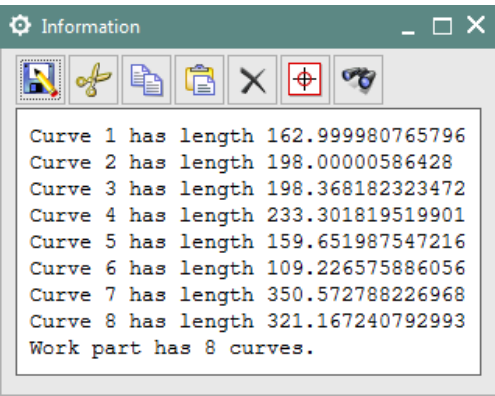 Information
Curve 1 has length 162.999980765796
Curve 2 has length 198.00000586428
Curve 3 has length 198.368182323472
Curve 4 has length 233.301819519901
Curve 5 has length 159.651987547216
Curve 6 has length 109.226575886056
Curve 7 has length 350.572788226968
Curve 8 has length 321.167240792993
Work part has 8 curves.